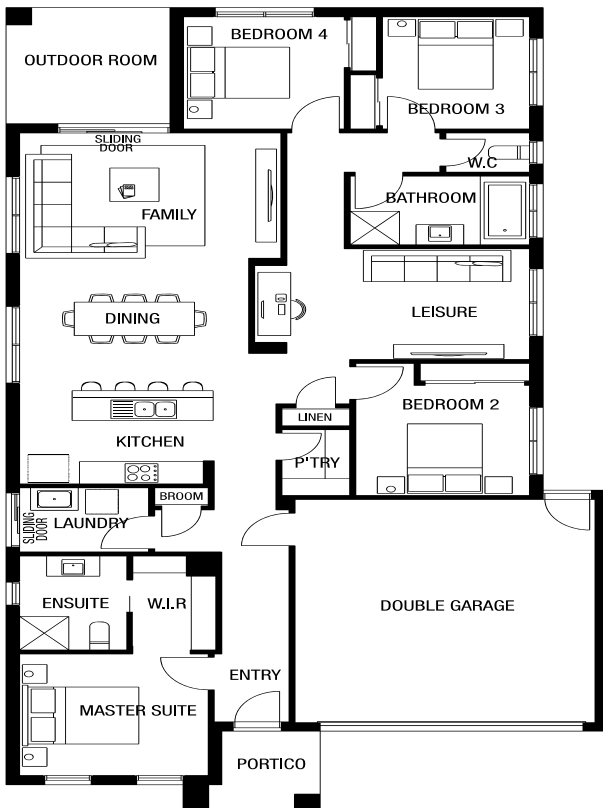 BEDROOM 4
OUTDOOR ROOM
BEDROOM 3
SLIDING
DOOR
W.C
BATHROOM
FAMILY
LEISURE
DINING
BEDROOM 2
LINEN
KITCHEN
P'TRY
BROOM
LAUNDRY
SLIDING
DOOR
ENSUITE
W.I.R
DOUBLE GARAGE
ENTRY
MASTER SUITE
PORTICO